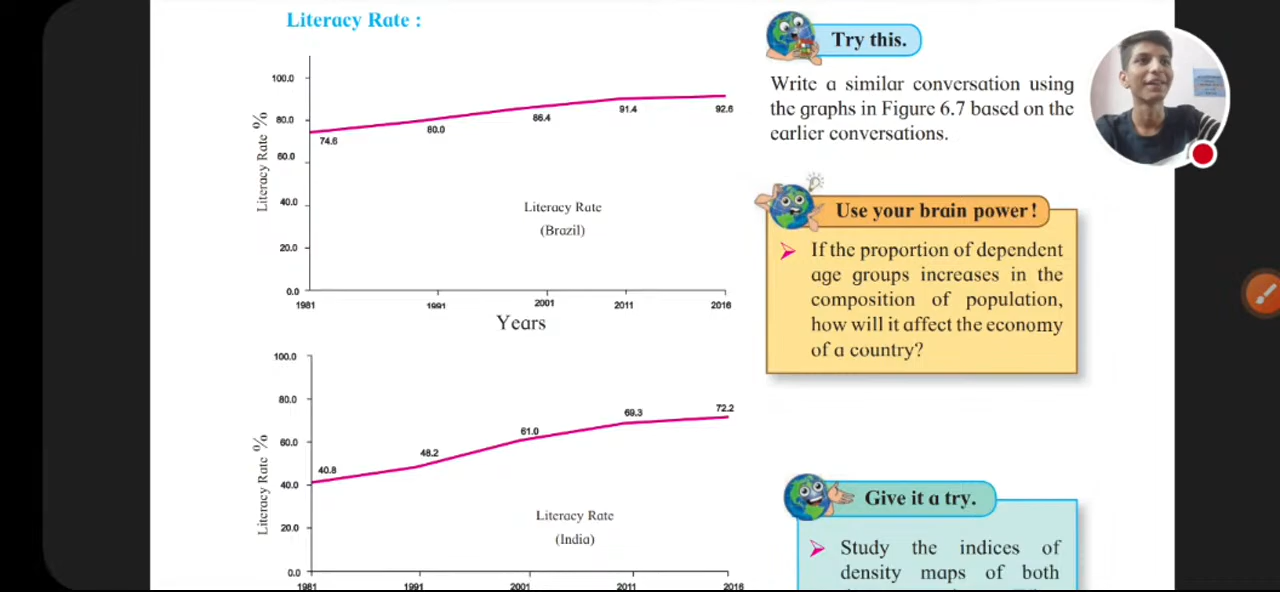 Literacy Rate :
Literacy Rate %
100.0
80.0
60.0
40.0
20.0
0.0
74.6
80.0
86.4
91.4
92.6
Literacy Rate
(Brazil)
1981
1991
2001
2011
2016
Years
Literacy Rate %
100.0
80.0
60.0
40.0
20.0
0.0
40.8
48.2
61.0
69.3
72.2
Literacy Rate
(India)
1981
1991
2001
2011
2016
Try this.
Write a similar conversation using
the graphs in Figure 6.7 based on the
earlier conversations.
Use your brain power !
If the proportion of dependent
age groups increases in the
composition of population,
how will it affect the economy
of a country?
Give it a try.
Study the indices of
density maps of both